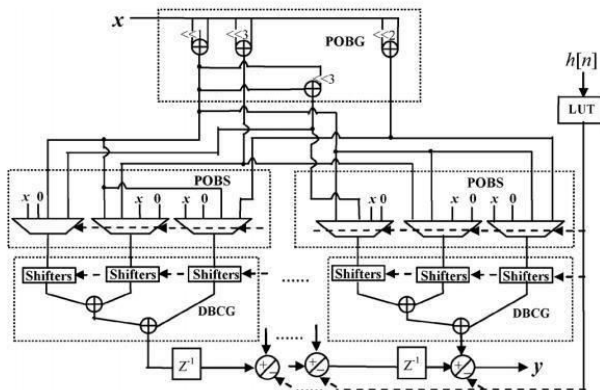 x
<< <<3 <<2
POBG
<<3
h[n]
LUT
POBS
POBS
x 0 x 0 x 0
x 0 x 0 x 0
Shifters Shifters Shifters
Shifters Shifters Shifters
......
DBCG
DBCG
......
Z-1 + - + - Z-1 + - y